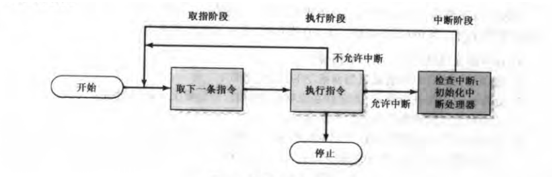 取指阶段
执行阶段
中断阶段
不允许中断
开始
取下一条指令
执行指令
允许中断
检查中断：
初始化中
断处理器
停止